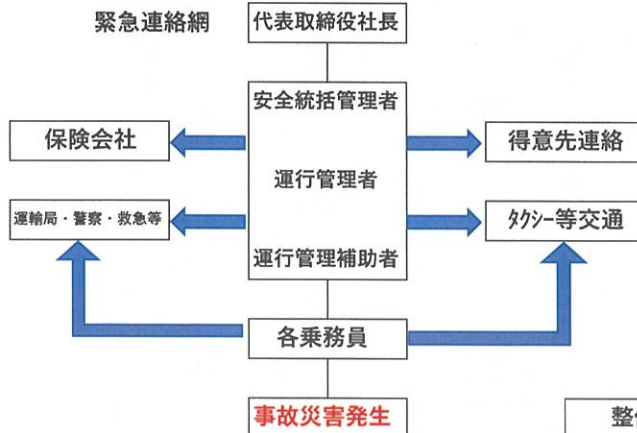 緊急連絡網
代表取締役社長
安全統括管理者
保険会社
得意先連絡
運行管理者
運輸局・警察・救急等
ﾀｸｼｰ等交通
運行管理補助者
各乗務員
事故災害発生